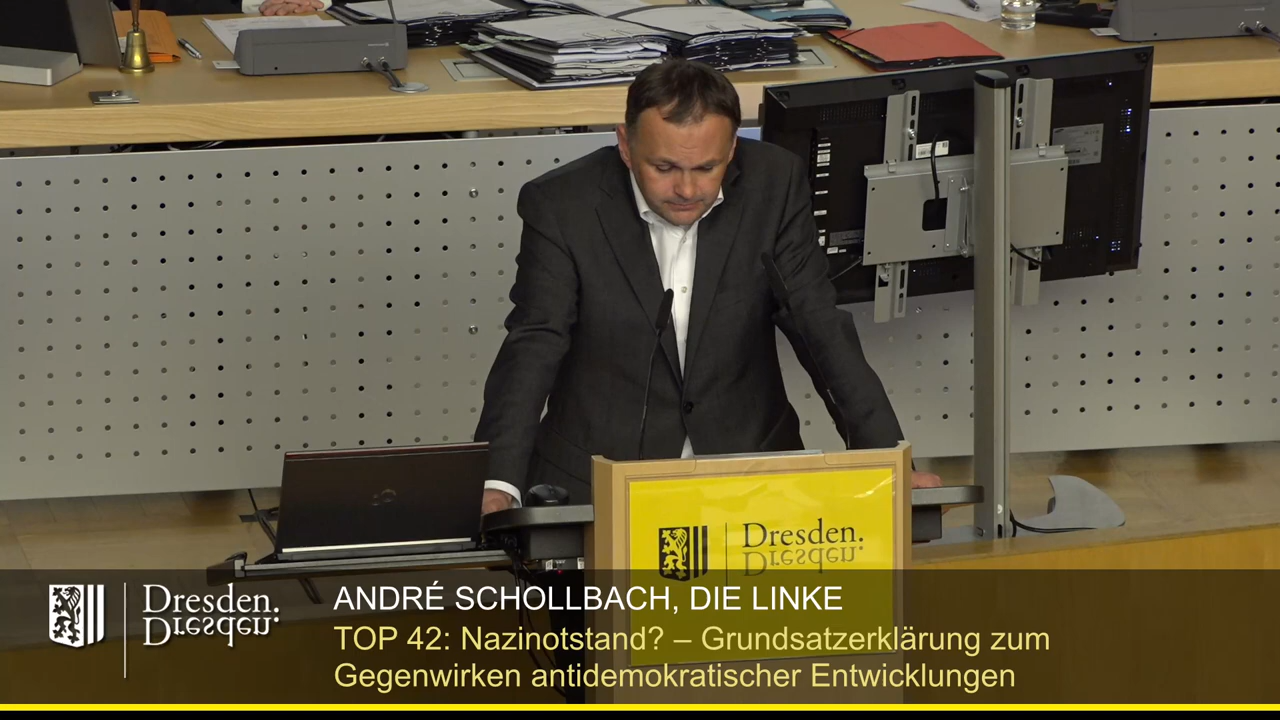 Dresden.
Dresden.
Dresden.
Dresden.
ANDRÉ SCHOLLBACH, DIE LINKE
TOP 42: Nazinotstand? – Grundsatzerklärung zum
Gegenwirken antidemokratischer Entwicklungen